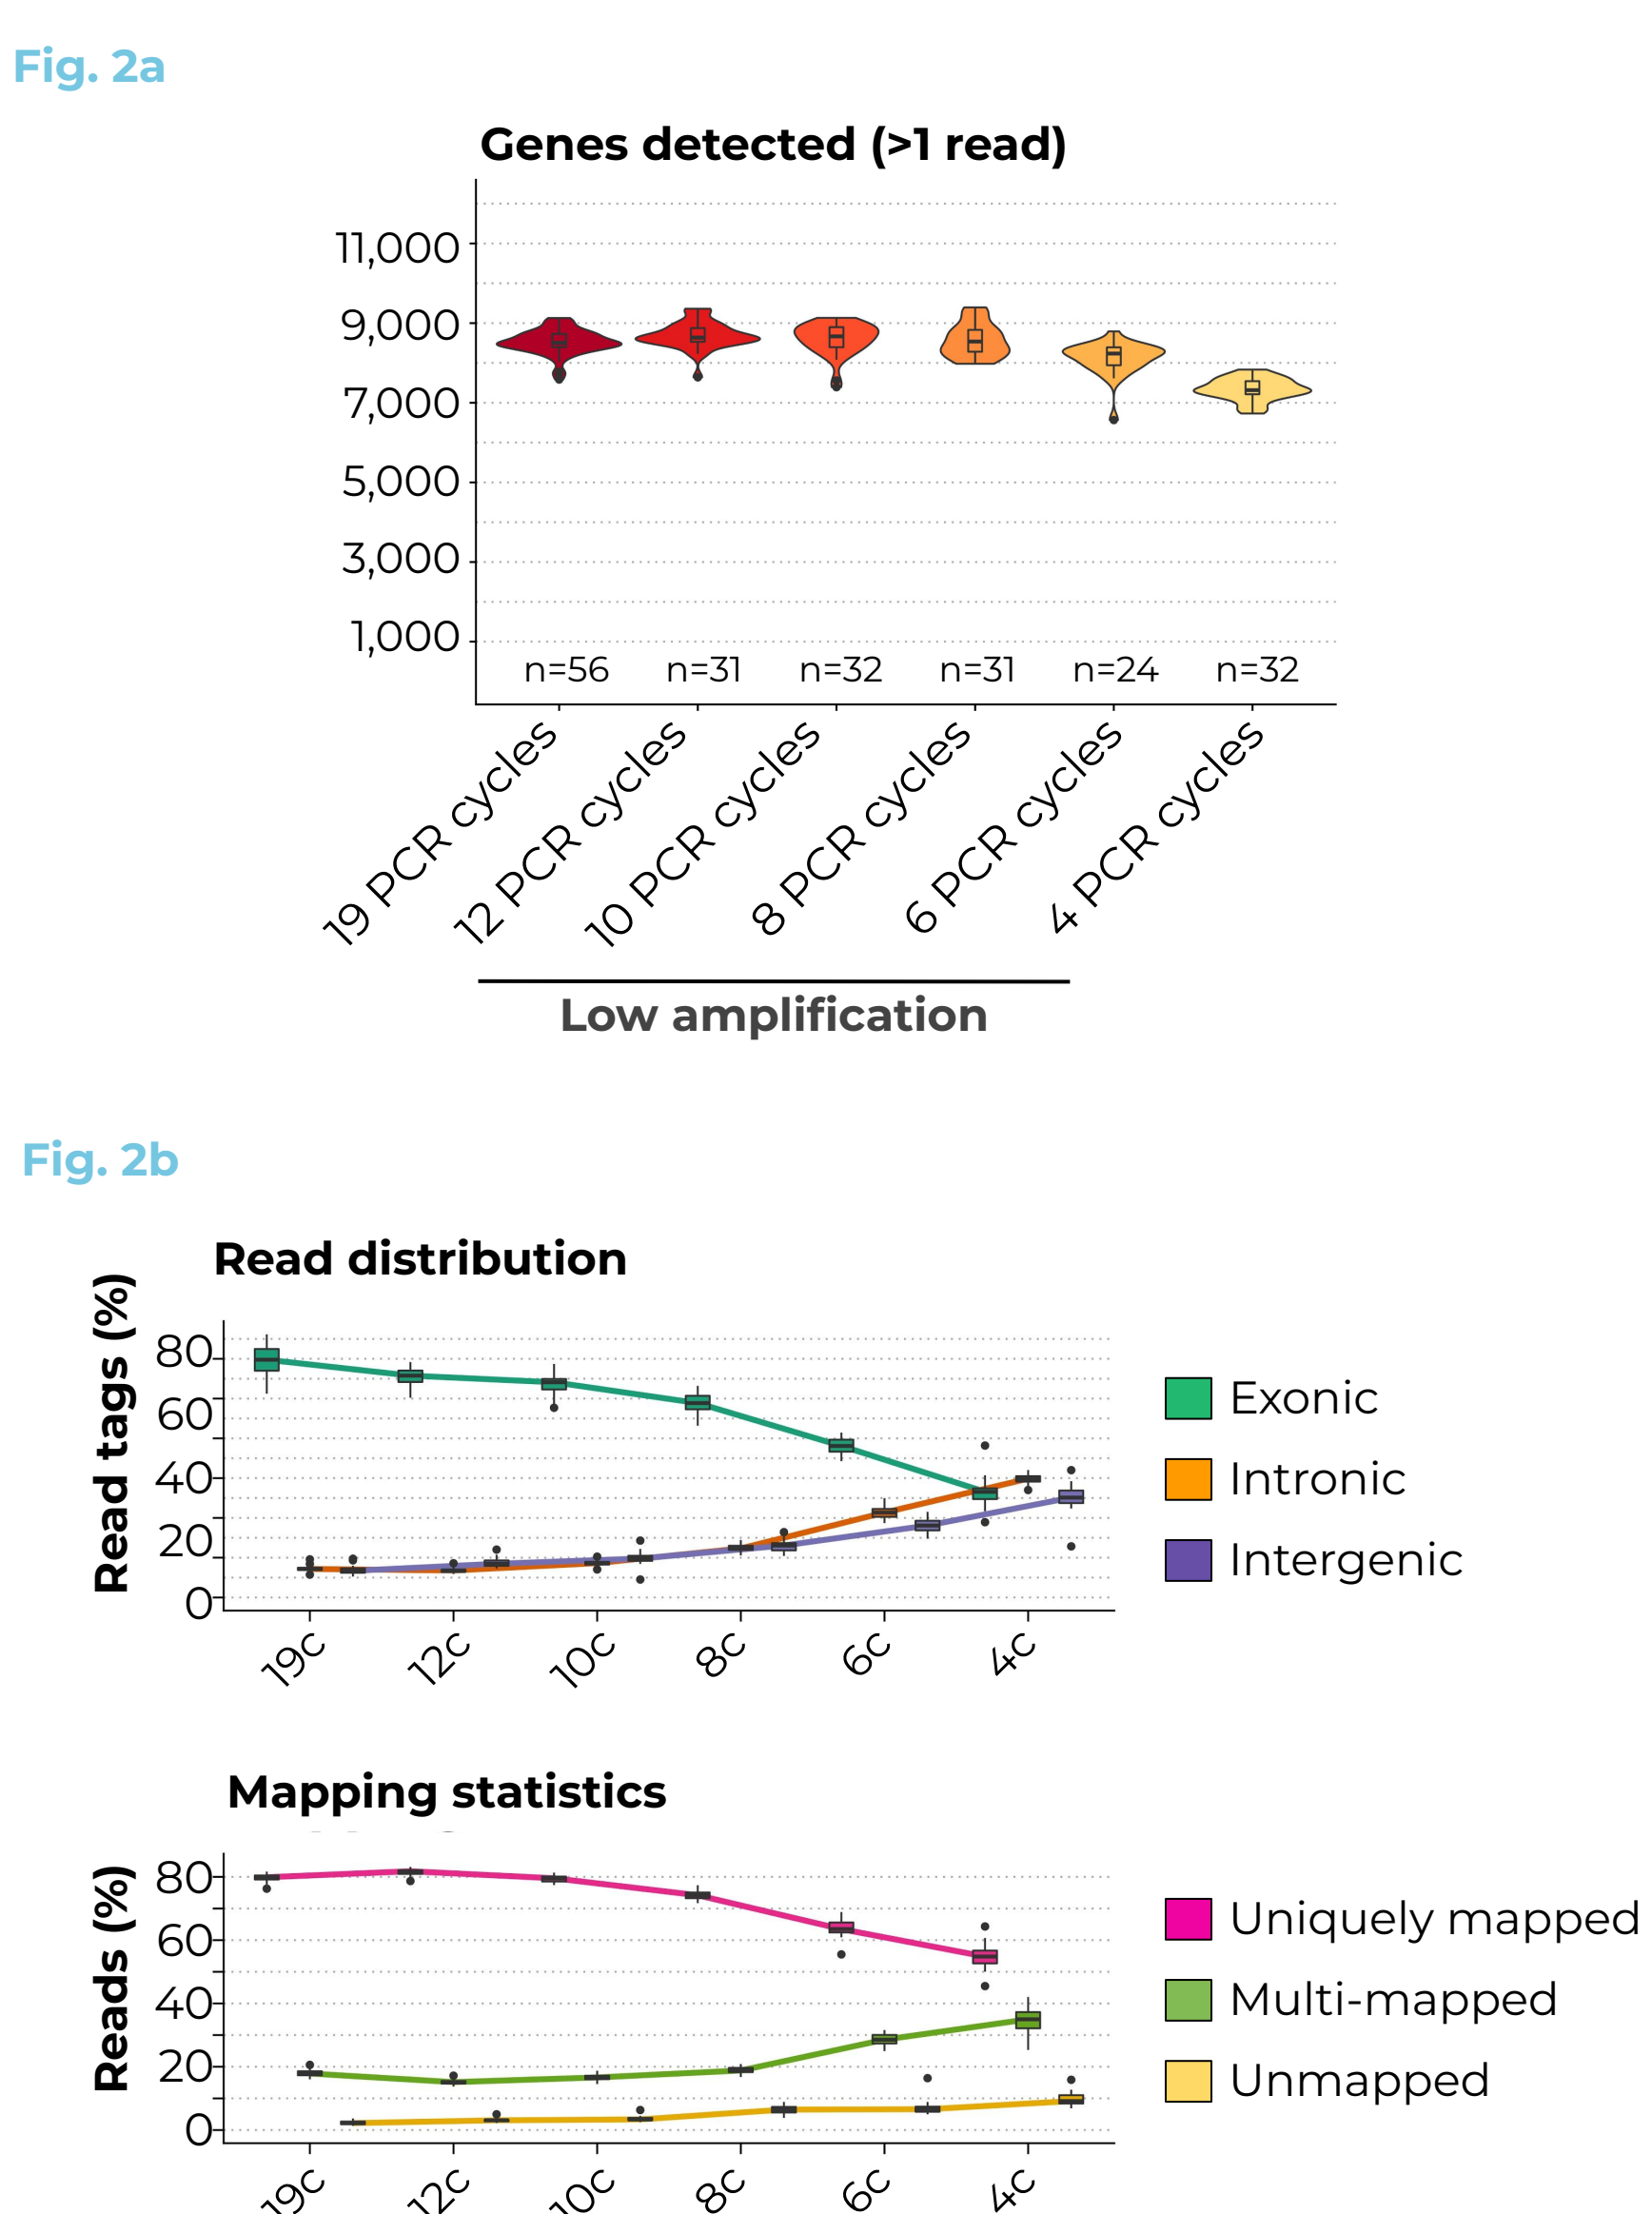 Fig. 2a
Genes detected (>1 read)
11,000
9,000
7,000
5,000
3,000
1,000
n=56 n=31 n=32 n=31 n=24 n=32
19 PCR cycles
12 PCR cycles
10 PCR cycles
8 PCR cycles
6 PCR cycles
4 PCR cycles
Low amplification
Fig. 2b
Read distribution
Read tags (%)
80
60
40
20
0
19c 12c 10c 8c 6c 4c
Exonic
Intronic
Intergenic
Mapping statistics
Reads (%)
80
60
40
20
0
19c 12c 10c 8c 6c 4c
Uniquely mapped
Multi-mapped
Unmapped